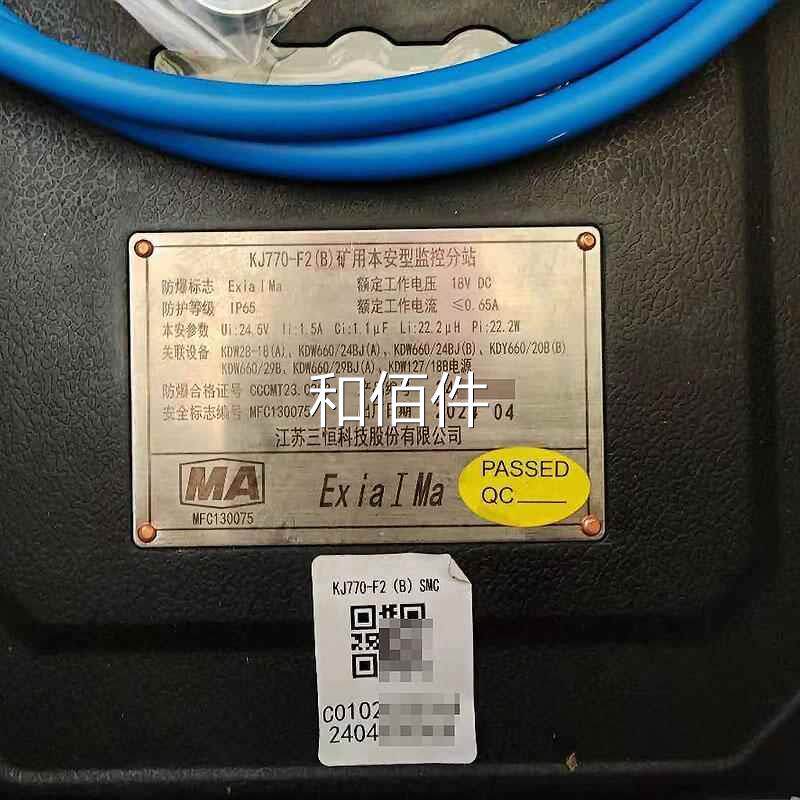 KJ770-F2(B)矿用本安型监控分站
防爆标志 ExiaⅠMa 额定工作电压 18V DC
防护等级 IP65 额定工作电流 ≤0.65A
本安参数 Ui:24.5V Ii:1.5A Ci:1.1μF Li:22.2μH Pi:22.2W
关联设备 KDW28-18(A)、KDW660/24BJ(A)、KDW660/24BJ(B)、KDY660/20B(B)
KDW660/29B、KDW660/29BJ(A)、KDW127/18B电源
防爆合格证号 CCCMT23.
和佰件
安全标志编号 MFC130075 出厂日期 04
江苏三恒科技股份有限公司
MA
MFC130075
ExiaⅠMa
PASSED
QC
KJ770-F2 (B) SMC
C0102
2404